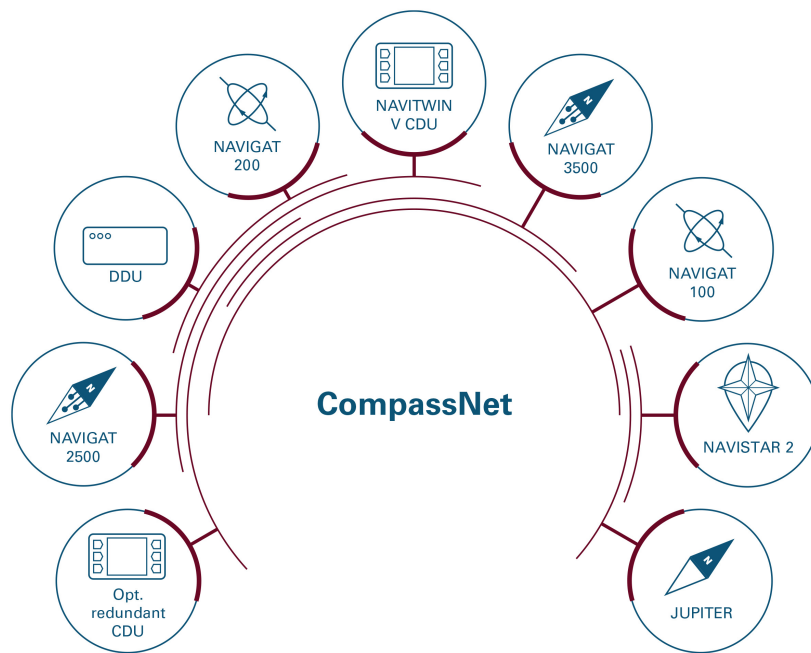 NAVITWIN
V CDU
NAVIGAT
200
N
NAVIGAT
3500
DDU
NAVIGAT
100
N
NAVIGAT
2500
CompassNet
NAVISTAR 2
Opt.
redundant
CDU
N
JUPITER